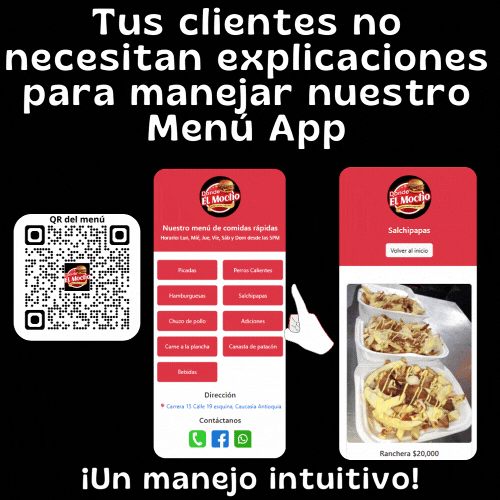 Tus clientes no
necesitan explicaciones
para manejar nuestro
Menú App
QR del menú
Donde
EL Mocho
Donde
EL Mocho
Nuestro menú de comidas rápidas
Horario: Lun, Mié, Jue, Vie, Sáb y Dom desde las 5PM
Picadas
Perros Calientes
Hamburguesas
Salchipapas
Chuzo de pollo
Adiciones
Carne a la plancha
Canasta de patacón
Bebidas
Dirección
Carrera 13 Calle 19 esquina, Caucasia Antioquia
Contáctanos
Donde
EL Mocho
Salchipapas
Volver al inicio
Ranchera $20,000
¡Un manejo intuitivo!